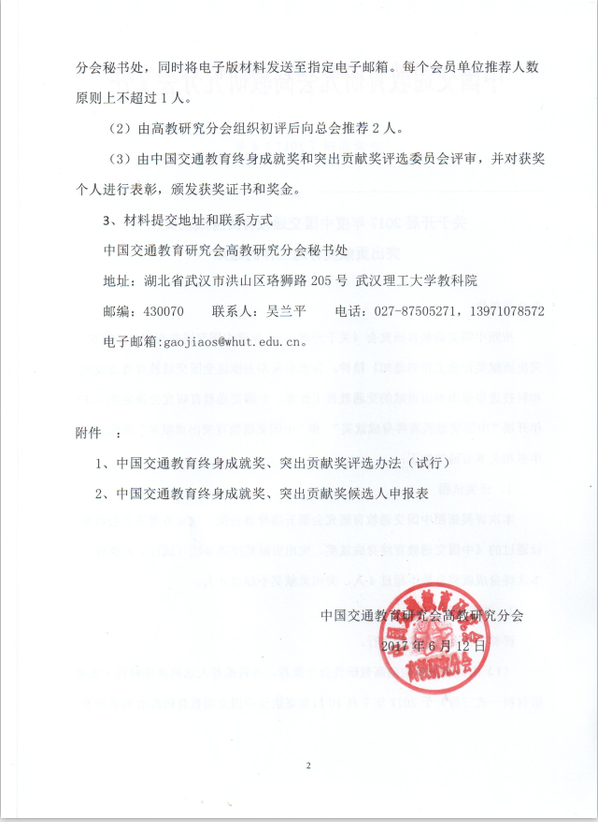 分会秘书处，同时将电子版材料发送至指定电子邮箱。每个会员单位推荐人数
原则上不超过 1 人。
（2）由高教研究分会组织初评后向总会推荐 2 人。
（3）由中国交通教育终身成就奖和突出贡献奖评选委员会评审，并对获奖
个人进行表彰，颁发获奖证书和奖金。
3、材料提交地址和联系方式
中国交通教育研究会高教研究分会秘书处
地址：湖北省武汉市洪山区珞狮路 205 号 武汉理工大学教科院
邮编：430070 联系人：吴兰平 电话：027-87505271，13971078572
电子邮箱:gaojiaos@whut.edu.cn。
附件 ：
1、中国交通教育终身成就奖、突出贡献奖评选办法（试行）
2、中国交通教育终身成就奖、突出贡献奖候选人申报表
中国交通教育研究会高教研究分会
2017 年 6 月 12 日
中国交通教育研究会
高教研究分会
2